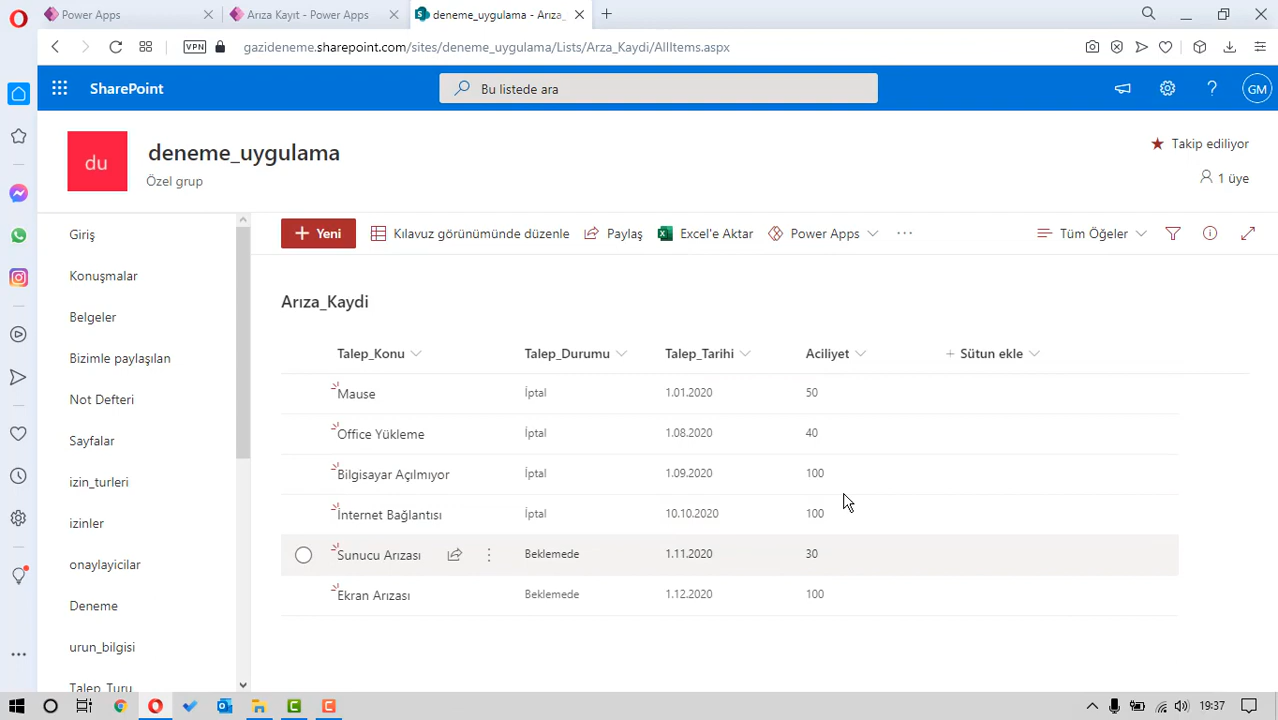 Power Apps
Arıza Kayıt - Power Apps
deneme_uygulama - Arıza_
VPN
gazideneme.sharepoint.com/sites/deneme_uygulama/Lists/Arza_Kaydi/AllItems.aspx
SharePoint
Bu listede ara
GM
du
deneme_uygulama
Özel grup
Takip ediliyor
1 üye
Yeni
Kılavuz görünümünde düzenle
Paylaş
Excel'e Aktar
Power Apps
Tüm Öğeler
Giriş
Konuşmalar
Belgeler
Bizimle paylaşılan
Not Defteri
Sayfalar
izin_turleri
izinler
onaylayicilar
Deneme
urun_bilgisi
Talep_Turu
Arıza_Kaydi
Talep_Konu Talep_Durumu Talep_Tarihi Aciliyet + Sütun ekle
Mause İptal 1.01.2020 50
Office Yükleme İptal 1.08.2020 40
Bilgisayar Açılmıyor İptal 1.09.2020 100
İnternet Bağlantısı İptal 10.10.2020 100
Sunucu Arızası Beklemede 1.11.2020 30
Ekran Arızası Beklemede 1.12.2020 100
19:37